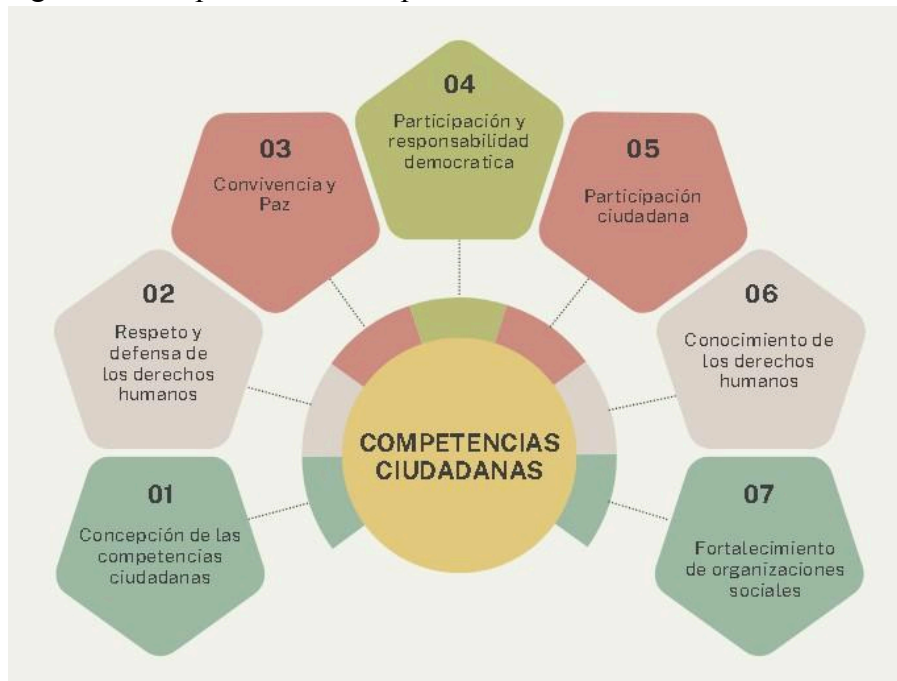 01
Concepción de las
competencias
ciudadanas
02
Respeto y
defensa de
los derechos
humanos
03
Convivencia y
Paz
04
Participación y
responsabilidad
democratica
05
Participación
ciudadana
06
Conocimiento de
los derechos
humanos
07
Fortalecimiento
de organizaciones
sociales
COMPETENCIAS
CIUDADANAS